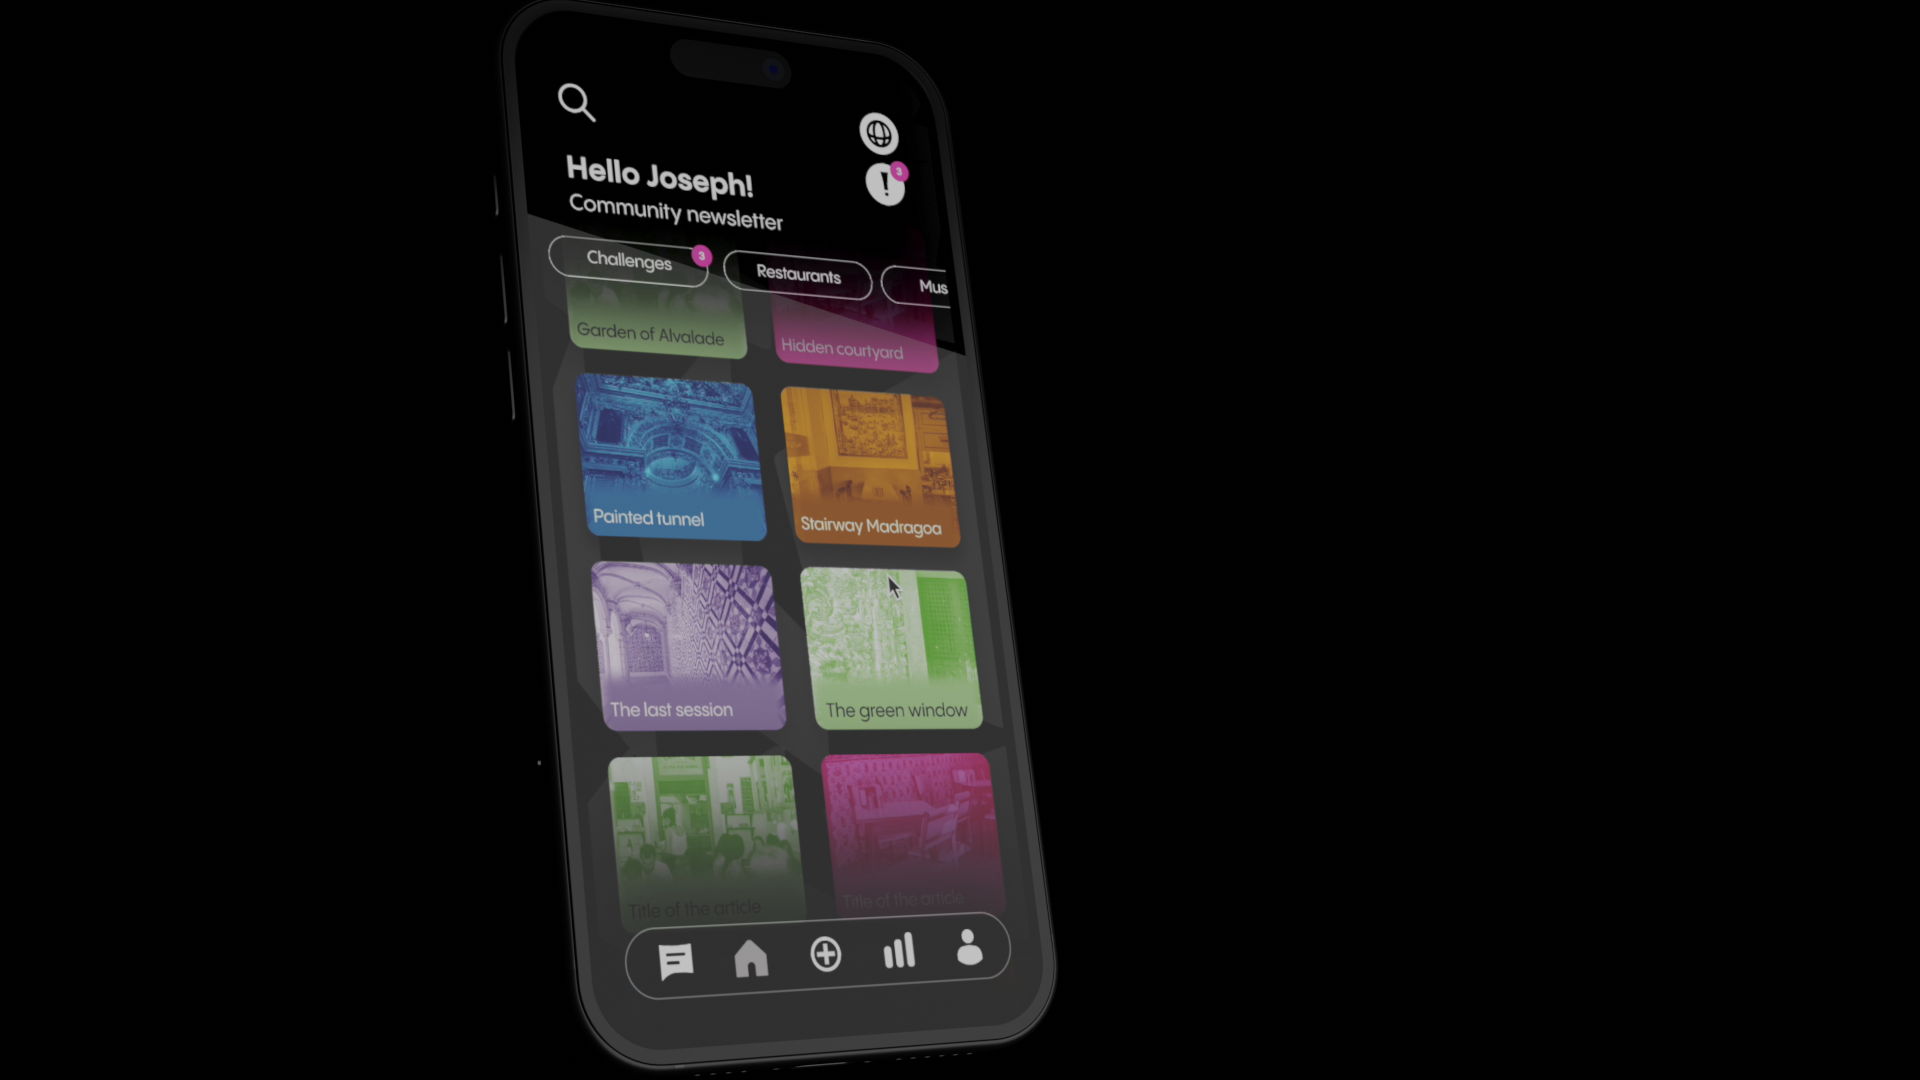 Hello Joseph!
3
Community newsletter
Challenges
3
Restaurants
Mus
Garden of Alvalade
Hidden courtyard
Painted tunnel
Stairway Madragoa
The last session
The green window
Title of the article
Title of the article